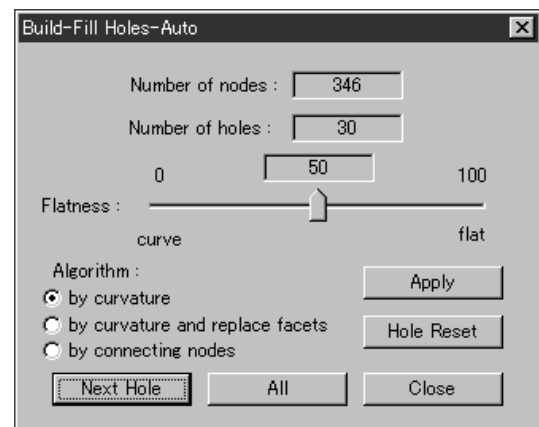 Build-Fill Holes-Auto
Number of nodes : 346
Number of holes : 30
0 50 100
Flatness :
curve flat
Algorithm :
by curvature
Apply
by curvature and replace facets
Hole Reset
by connecting nodes
Next Hole All Close